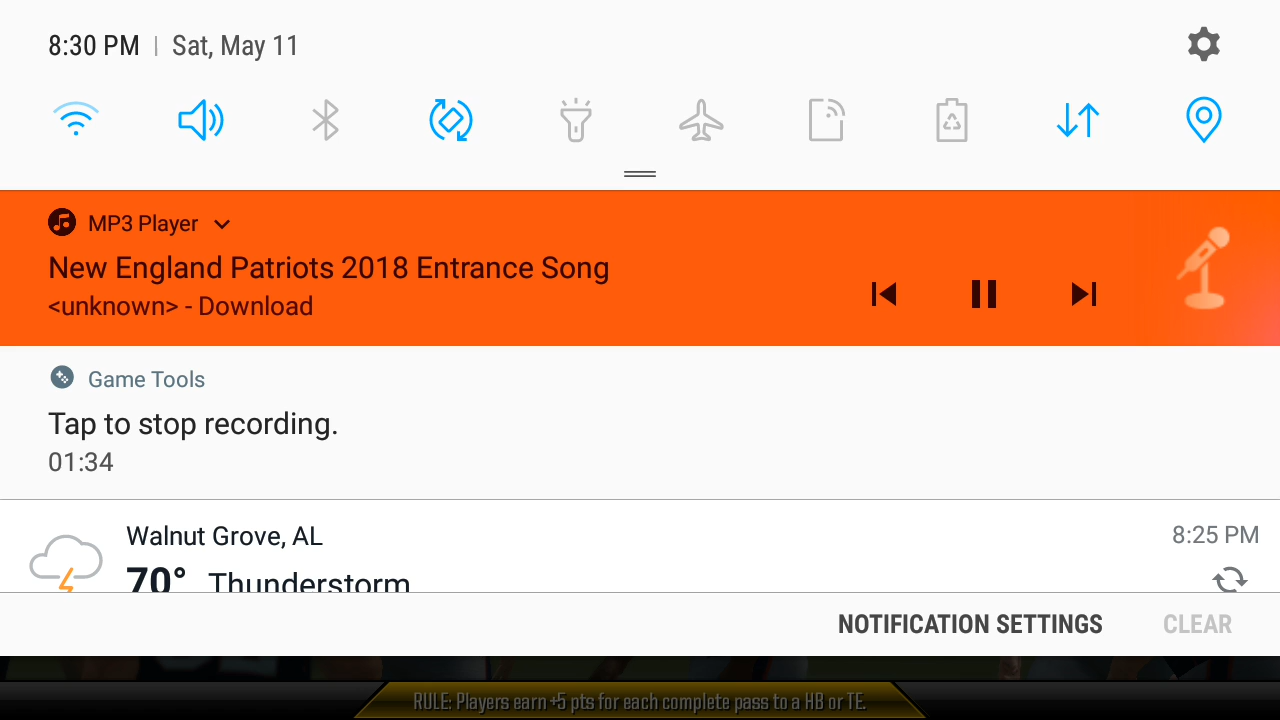 8:30 PM | Sat, May 11
MP3 Player
New England Patriots 2018 Entrance Song
<unknown> - Download
Game Tools
Tap to stop recording.
01:34
Walnut Grove, AL
8:25 PM
70° Thunderstorm
NOTIFICATION SETTINGS
CLEAR
RULE: Players earn +5 pts for each complete pass to a HB or TE.